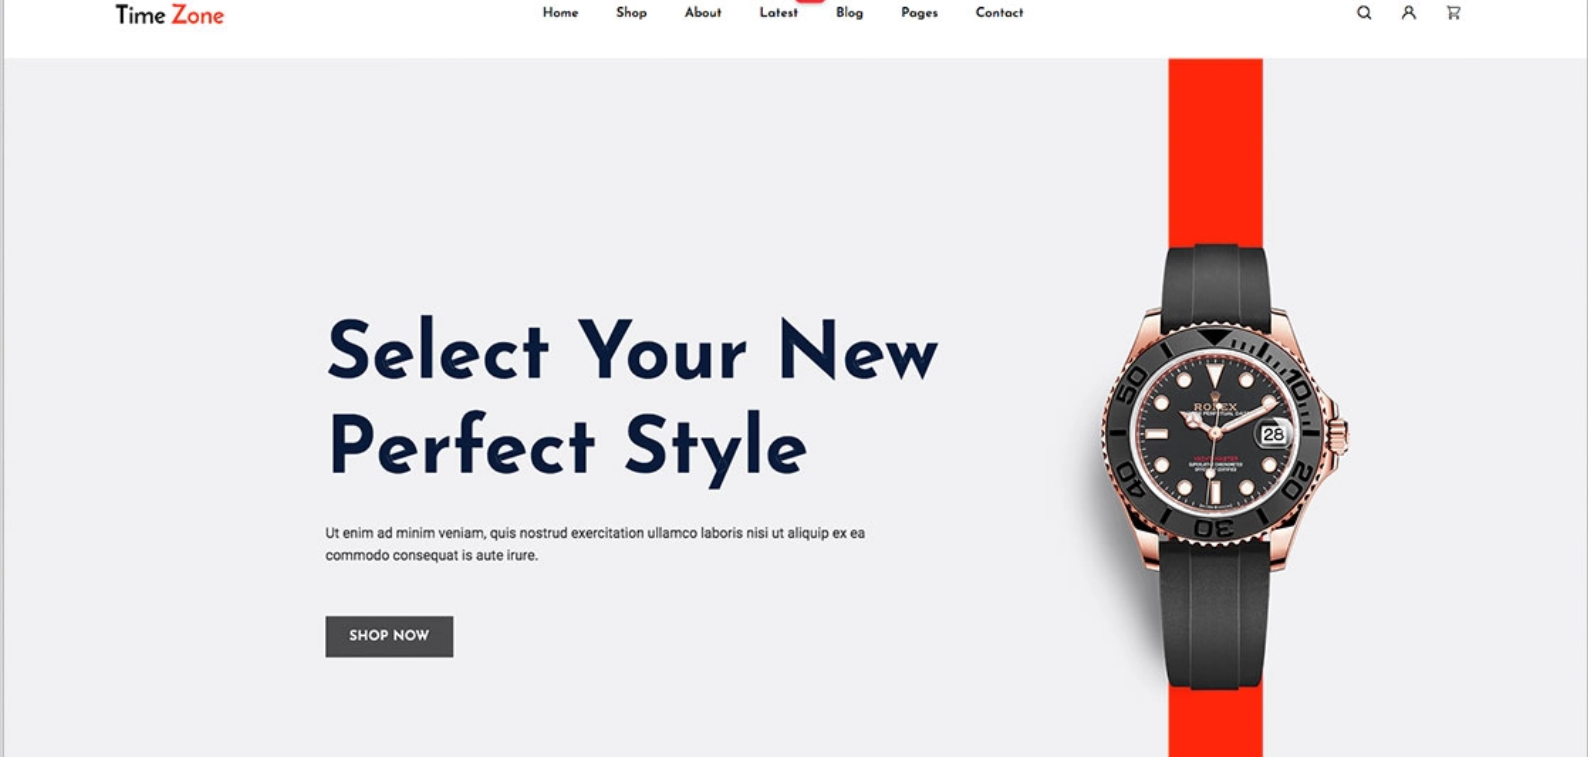 Time Zone
Home Shop About Latest Blog Pages Contact
Select Your New
Perfect Style
Ut enim ad minim veniam, quis nostrud exercitation ullamco laboris nisi ut aliquip ex ea
commodo consequat is aute irure.
SHOP NOW
10
20
30
40
50
ROLEX
28